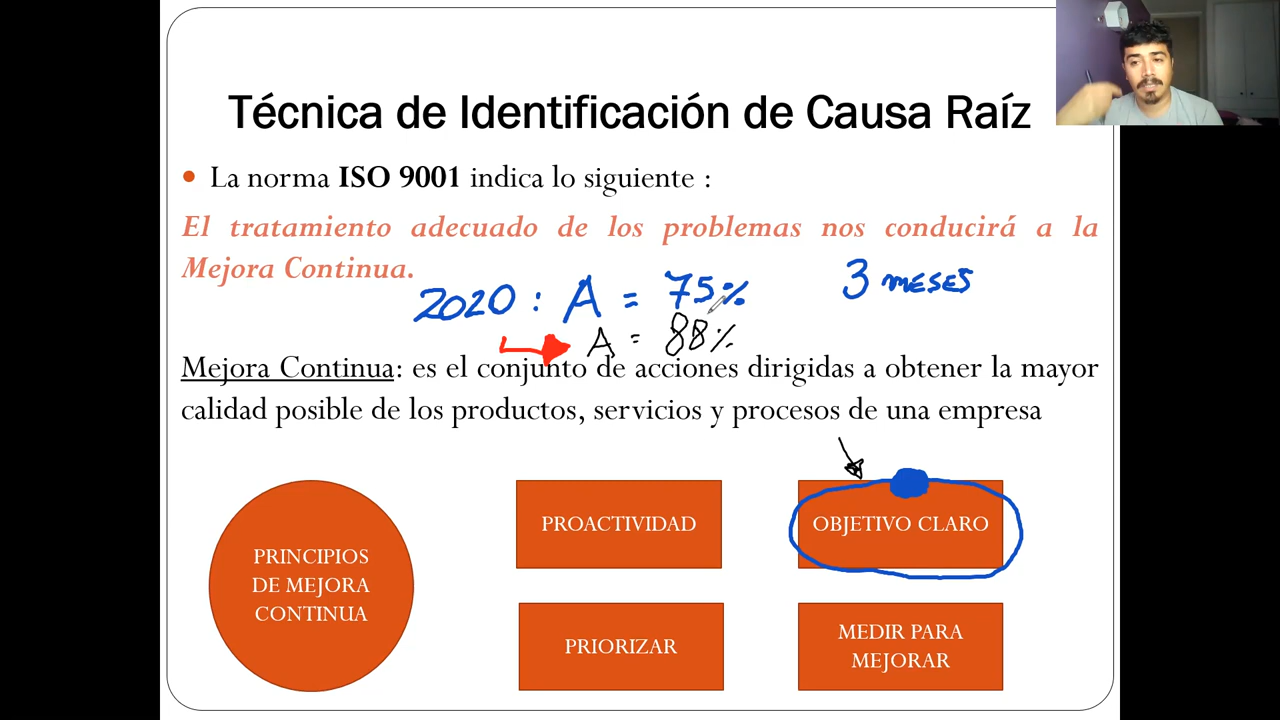 Técnica de Identificación de Causa Raíz
La norma ISO 9001 indica lo siguiente :
El tratamiento adecuado de los problemas nos conducirá a la
Mejora Continua.
2020 : A = 75%
3 MESES
A = 88%
Mejora Continua: es el conjunto de acciones dirigidas a obtener la mayor
calidad posible de los productos, servicios y procesos de una empresa
PRINCIPIOS
DE MEJORA
CONTINUA
PROACTIVIDAD
OBJETIVO CLARO
PRIORIZAR
MEDIR PARA
MEJORAR